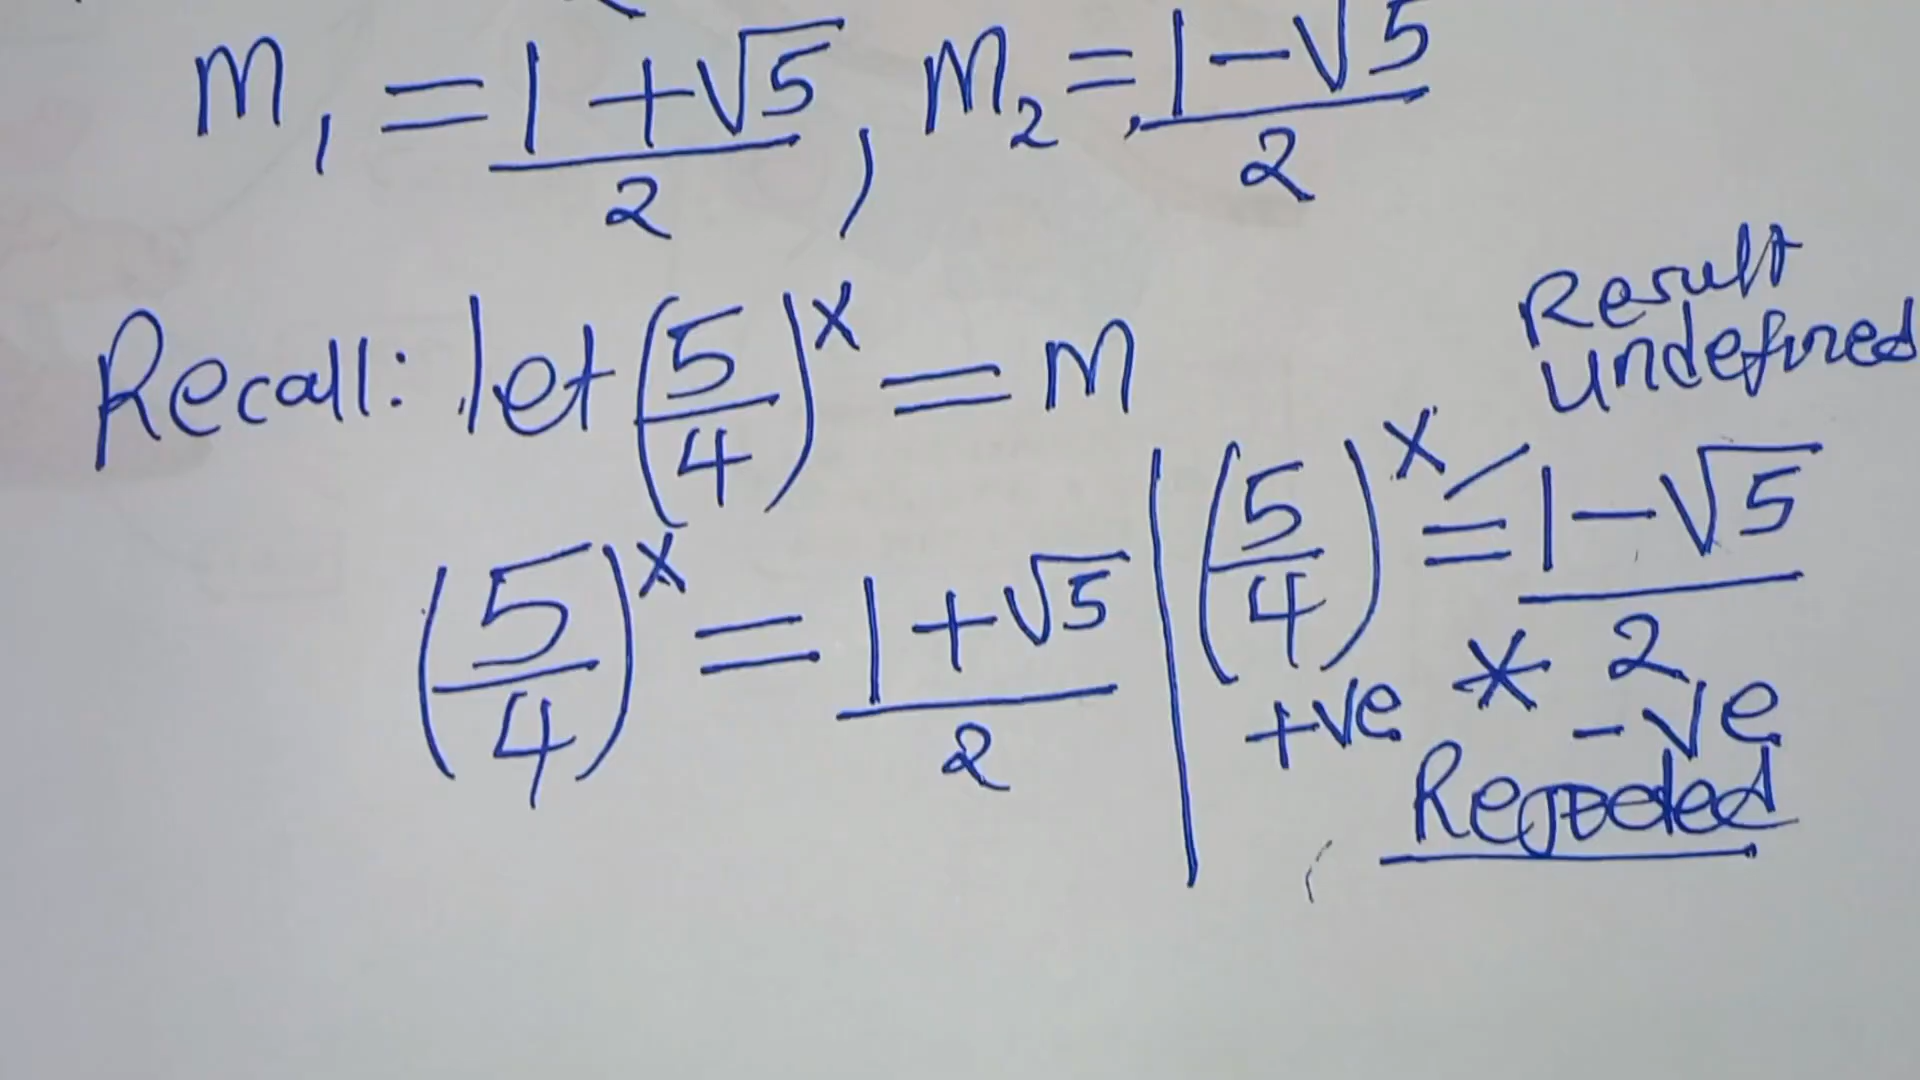 m₁ = (1+√5)/2 , m₂ = (1-√5)/2
Recall: let (5/4)^x = m
Result
undefined
(5/4)^x = (1+√5)/2 | (5/4)^x = (1-√5)/2
+ve * -ve
Rejected